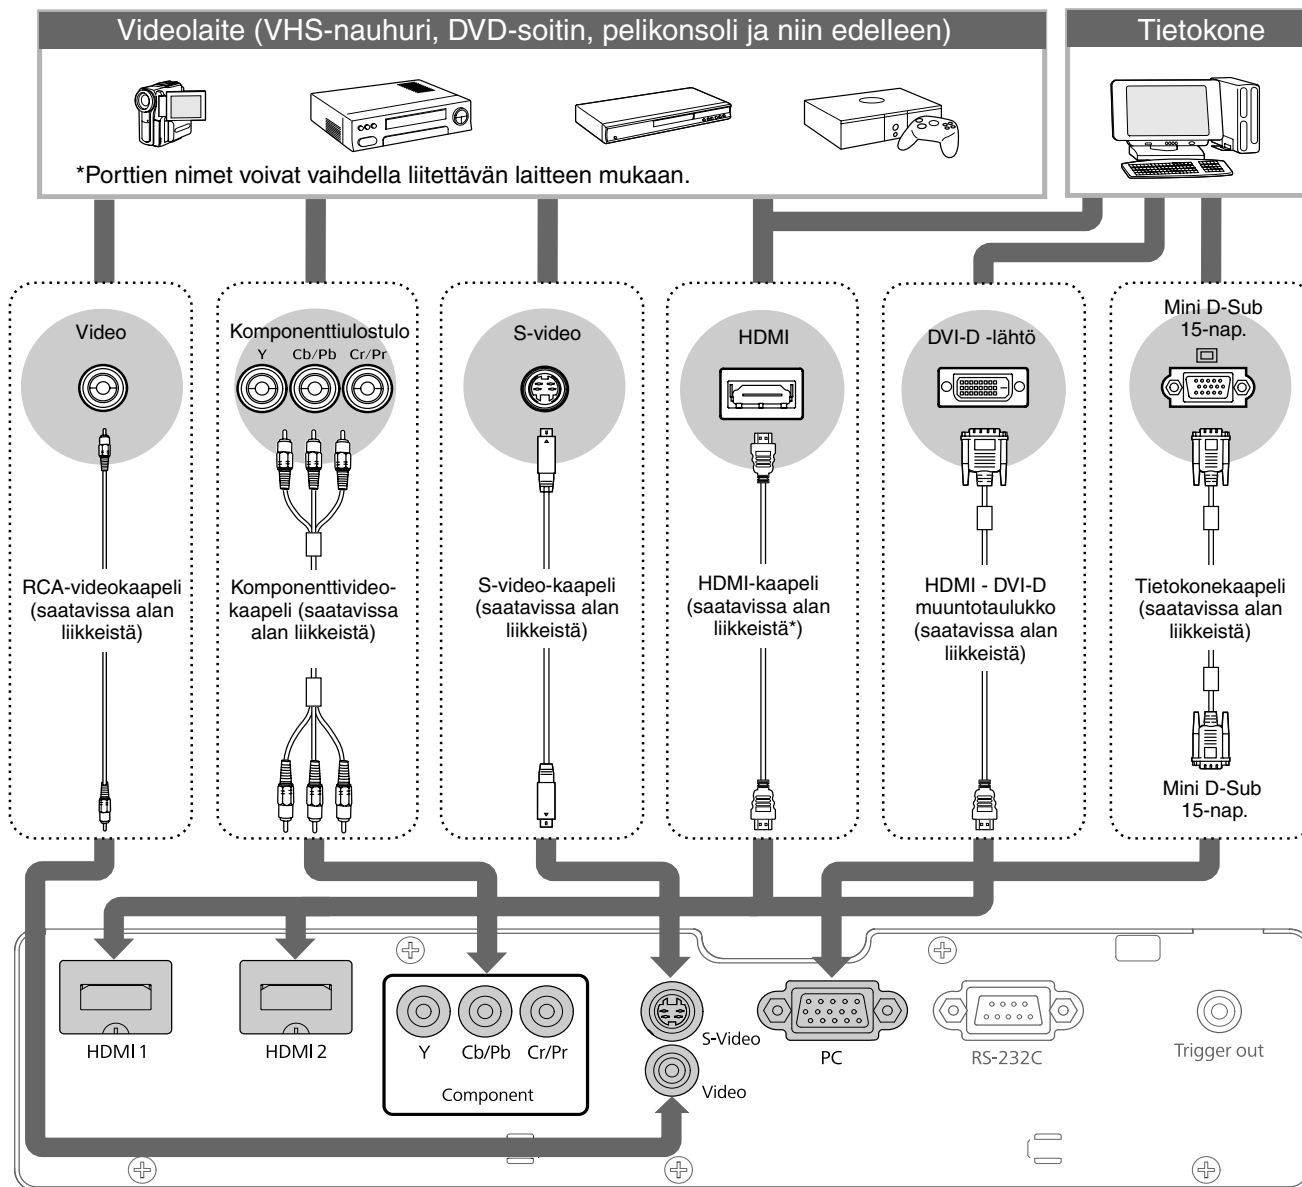 Videolaite (VHS-nauhuri, DVD-soitin, pelikonsoli ja niin edelleen)
Tietokone
*Porttien nimet voivat vaihdella liitettävän laitteen mukaan.
Video
Komponenttiulostulo
Y Cb/Pb Cr/Pr
S-video
HDMI
DVI-D -lähtö
Mini D-Sub
15-nap.
RCA-videokaapeli
(saatavissa alan
liikkeistä)
Komponenttivideo-
kaapeli (saatavissa
alan liikkeistä)
S-video-kaapeli
(saatavissa alan
liikkeistä)
HDMI-kaapeli
(saatavissa alan
liikkeistä*)
HDMI - DVI-D
muuntotaulukko
(saatavissa alan
liikkeistä)
Tietokonekaapeli
(saatavissa alan
liikkeistä)
Mini D-Sub
15-nap.
HDMI 1
HDMI 2
Y Cb/Pb Cr/Pr
Component
S-Video
Video
PC
RS-232C
Trigger out